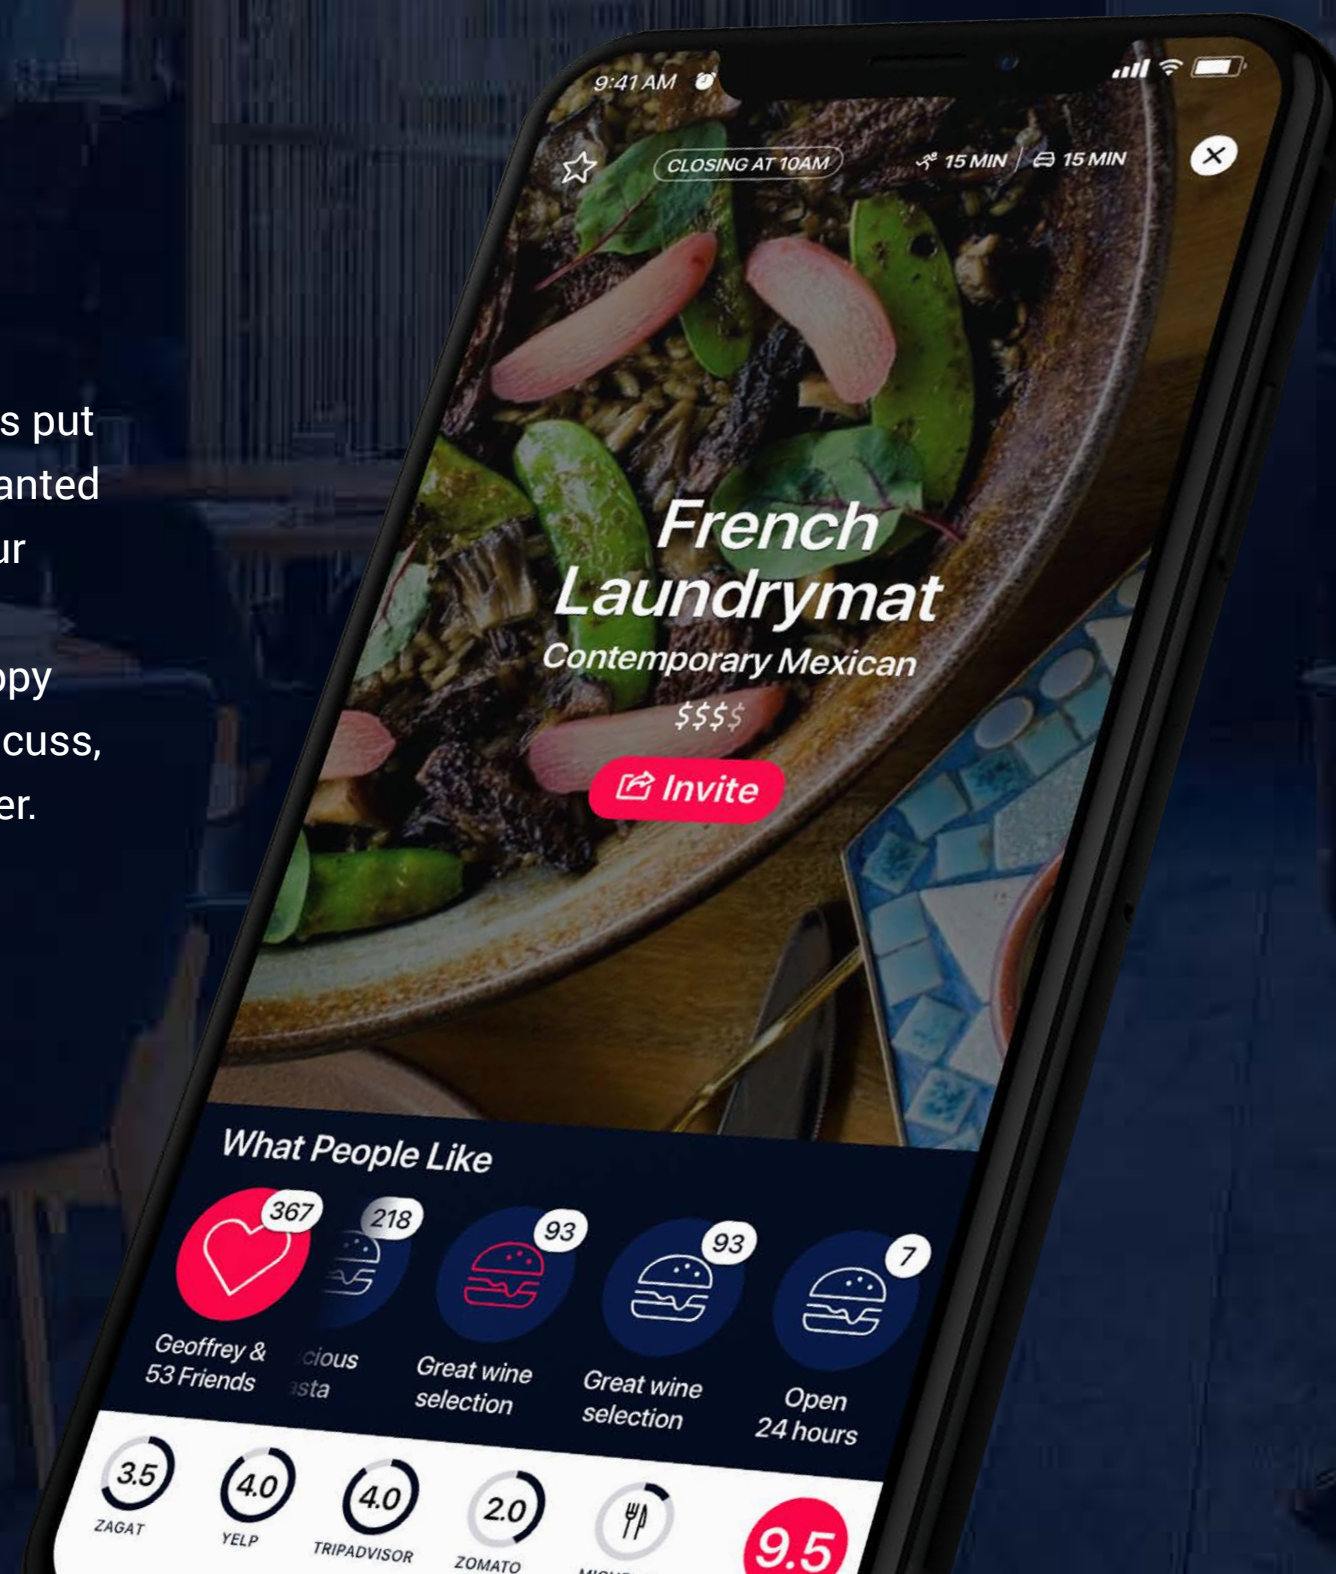 s put
anted
ur
opy
cuss,
er.
9:41 AM
CLOSING AT 10AM
15 MIN
15 MIN
French
Laundrymat
Contemporary Mexican
$$$$
Invite
What People Like
367
218
93
93
7
Geoffrey &
53 Friends
cious
asta
Great wine
selection
Great wine
selection
Open
24 hours
3.5
4.0
4.0
2.0
9.5
ZAGAT
YELP
TRIPADVISOR
ZOMATO